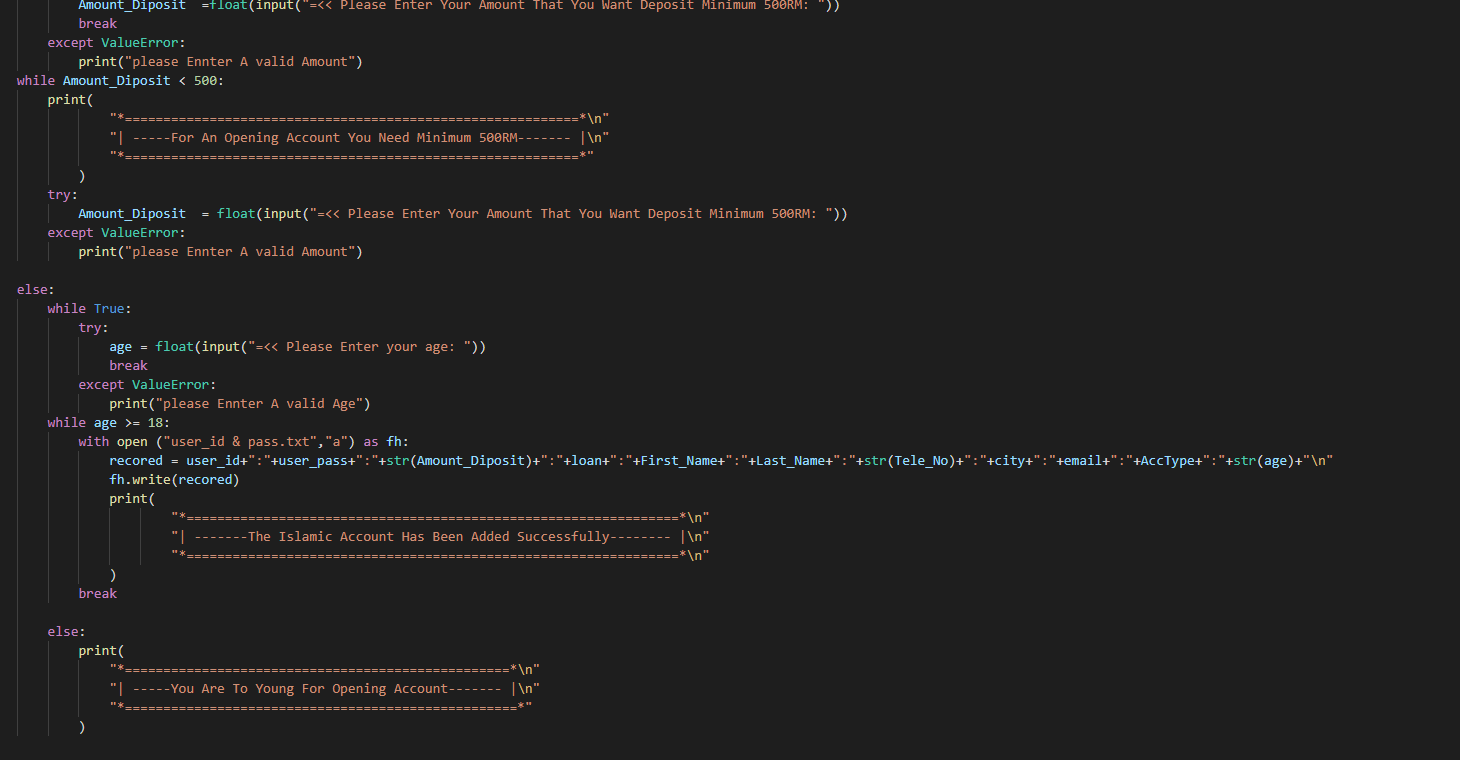 Amount_Diposit  =float(input("=<< Please Enter Your Amount That You Want Deposit Minimum 500RM: "))
        break
    except ValueError:
        print("please Ennter A valid Amount")
while Amount_Diposit < 500:
    print(
            "*===========================================================*\n"
            "| -----For An Opening Account You Need Minimum 500RM------- |\n"
            "*===========================================================*"
        )
    try:
        Amount_Diposit  = float(input("=<< Please Enter Your Amount That You Want Deposit Minimum 500RM: "))
    except ValueError:
        print("please Ennter A valid Amount")
else:
    while True:
        try:
            age = float(input("=<< Please Enter your age: "))
            break
        except ValueError:
            print("please Ennter A valid Age")
    while age >= 18:
        with open ("user_id & pass.txt","a") as fh:
            recored = user_id+":"+user_pass+":"+str(Amount_Diposit)+":"+loan+":"+First_Name+":"+Last_Name+":"+str(Tele_No)+":"+city+":"+email+":"+AccType+":"+str(age)+"\n"
            fh.write(recored)
            print(
                    "*================================================================*\n"
                    "| -------The Islamic Account Has Been Added Successfully-------- |\n"
                    "*================================================================*\n"
            )
        break
    else:
        print(
            "*==================================================*\n"
            "| -----You Are To Young For Opening Account------- |\n"
            "*===================================================*"
        )